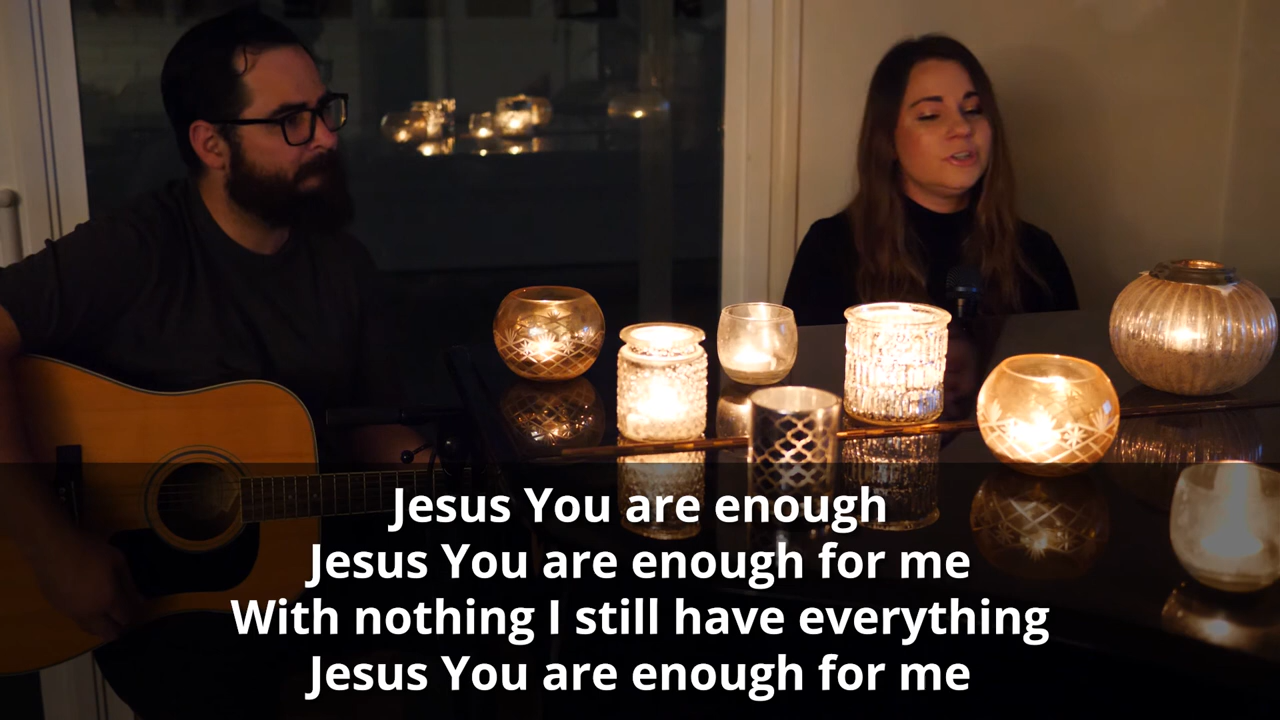 Jesus You are enough
Jesus You are enough for me
With nothing I still have everything
Jesus You are enough for me